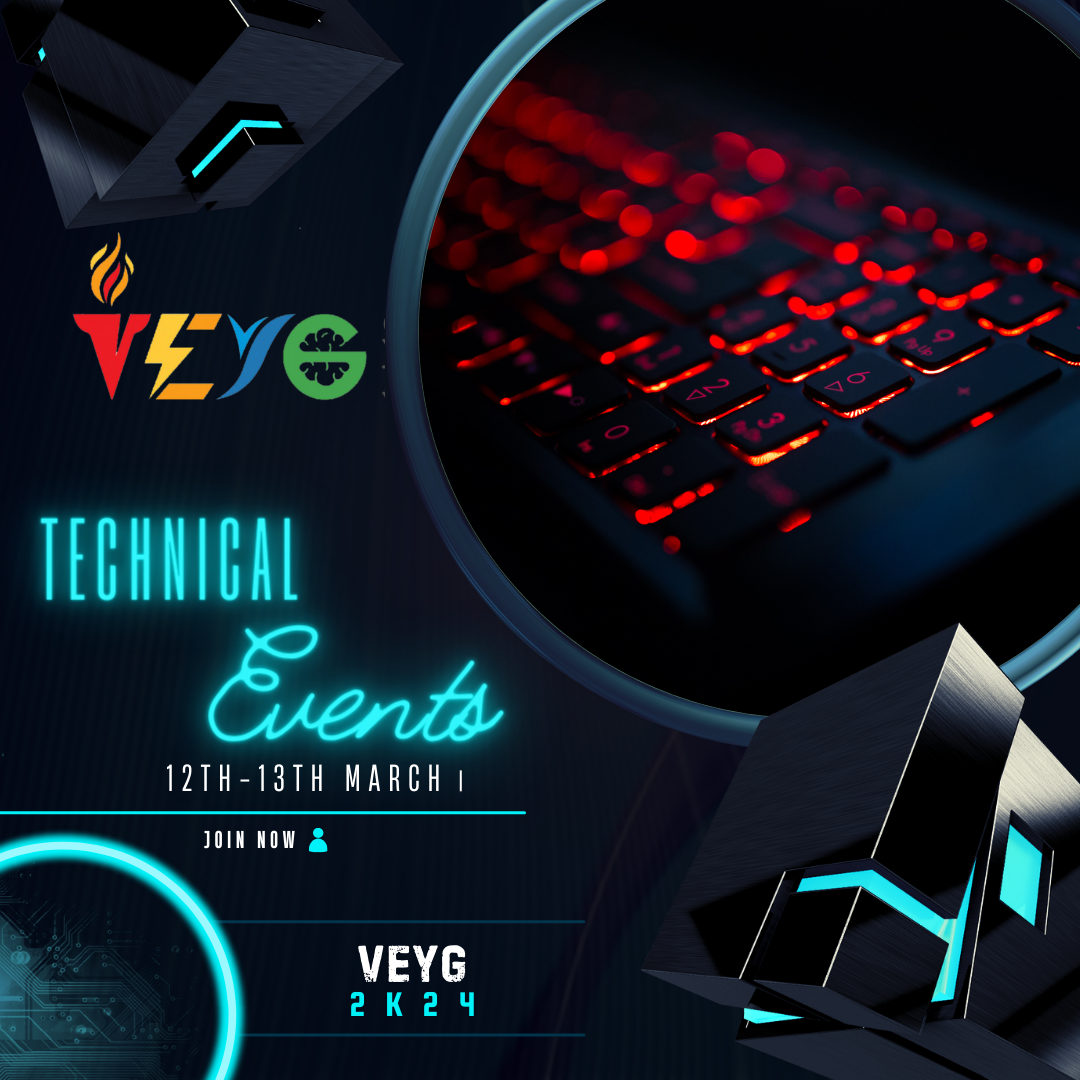 VEYG
TECHNICAL
Events
12TH-13TH MARCH |
JOIN NOW
VEYG
2K24